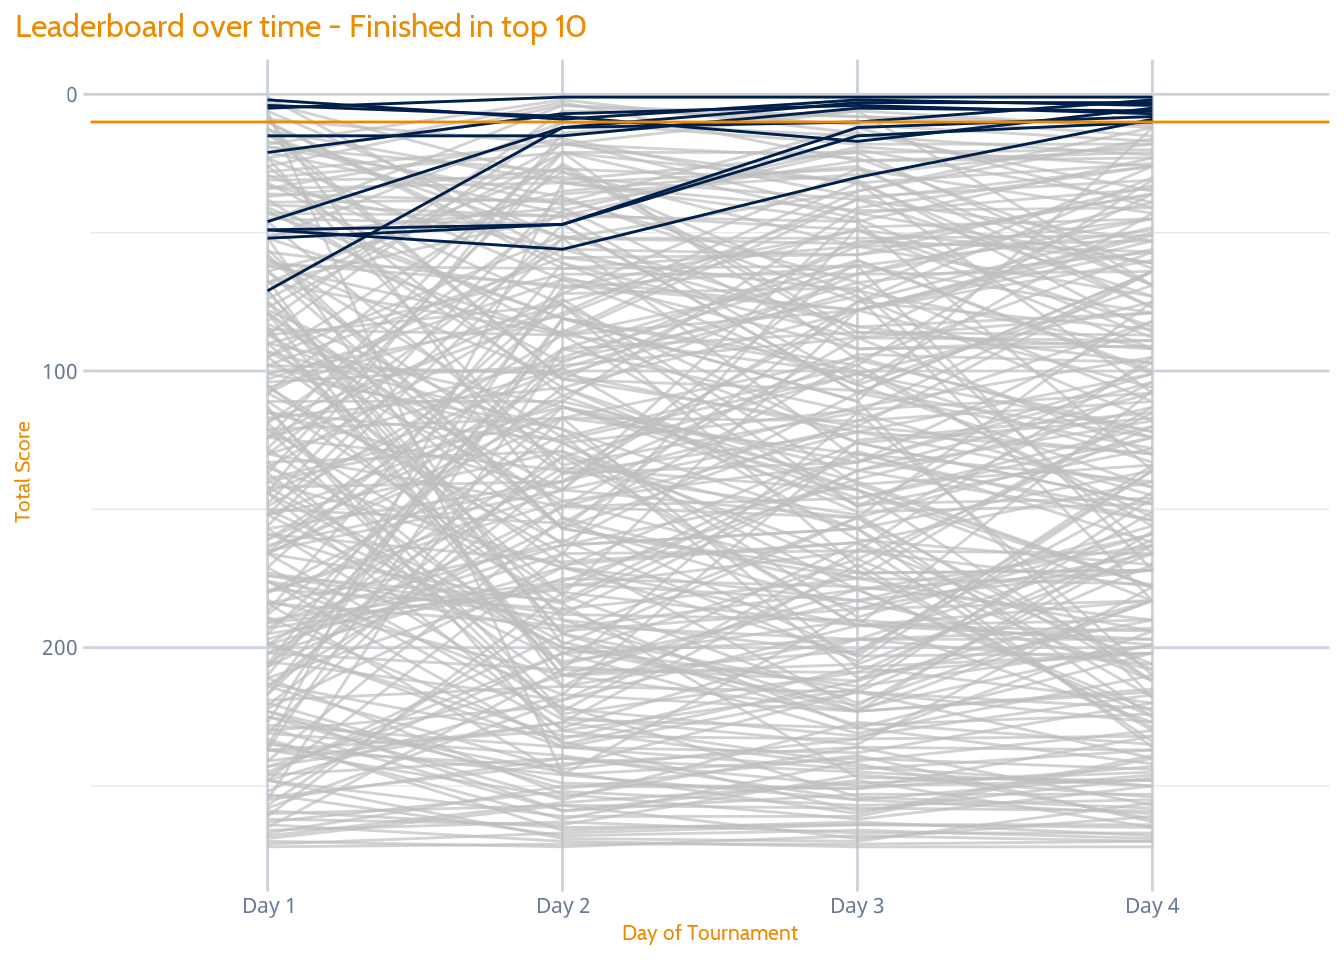 Leaderboard over time - Finished in top 10
0
100
200
Total Score
Day 1
Day 2
Day 3
Day 4
Day of Tournament